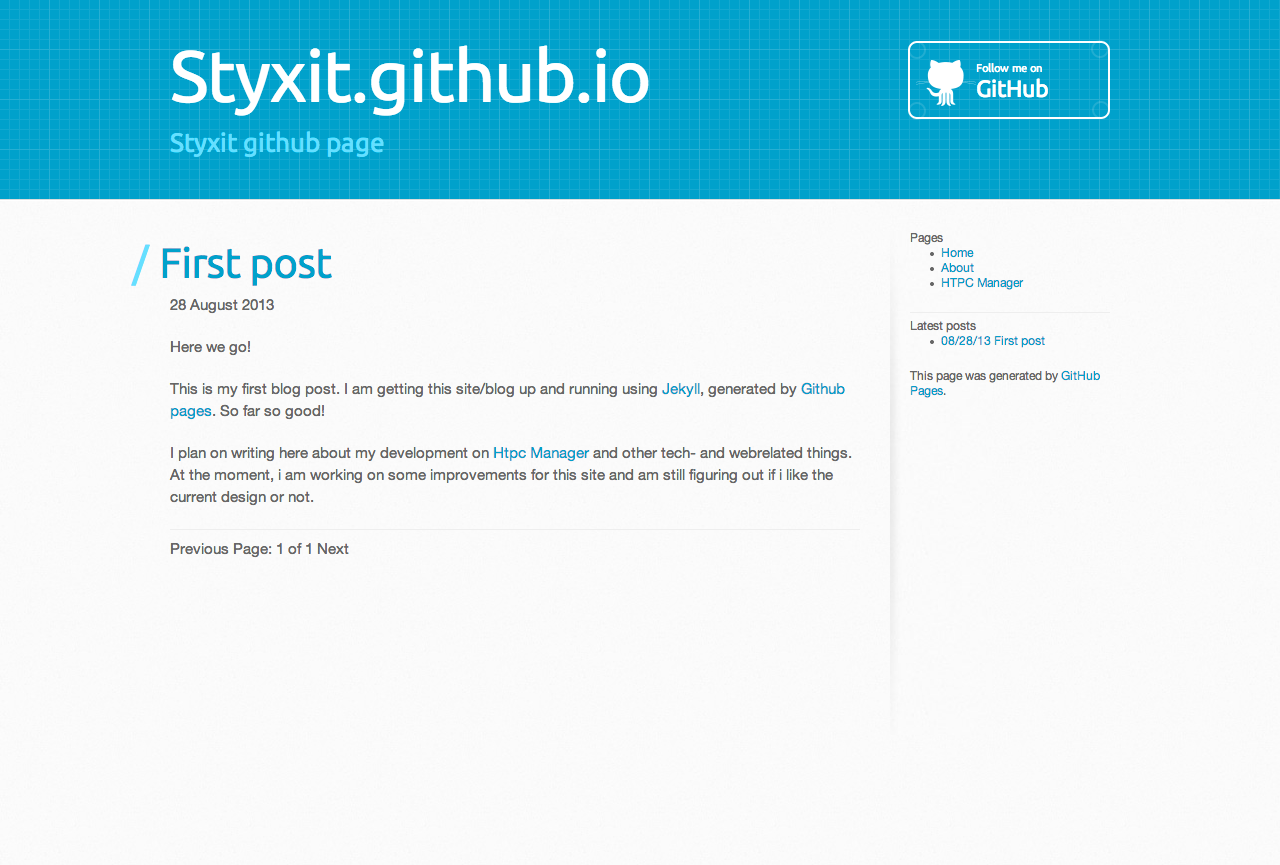 Styxit.github.io
Styxit github page
Follow me on
GitHub
/ First post
28 August 2013
Here we go!
This is my first blog post. I am getting this site/blog up and running using Jekyll, generated by Github
pages. So far so good!
I plan on writing here about my development on Htpc Manager and other tech- and webrelated things.
At the moment, i am working on some improvements for this site and am still figuring out if i like the
current design or not.
Previous Page: 1 of 1 Next
Pages
• Home
• About
• HTPC Manager
Latest posts
• 08/28/13 First post
This page was generated by GitHub
Pages.